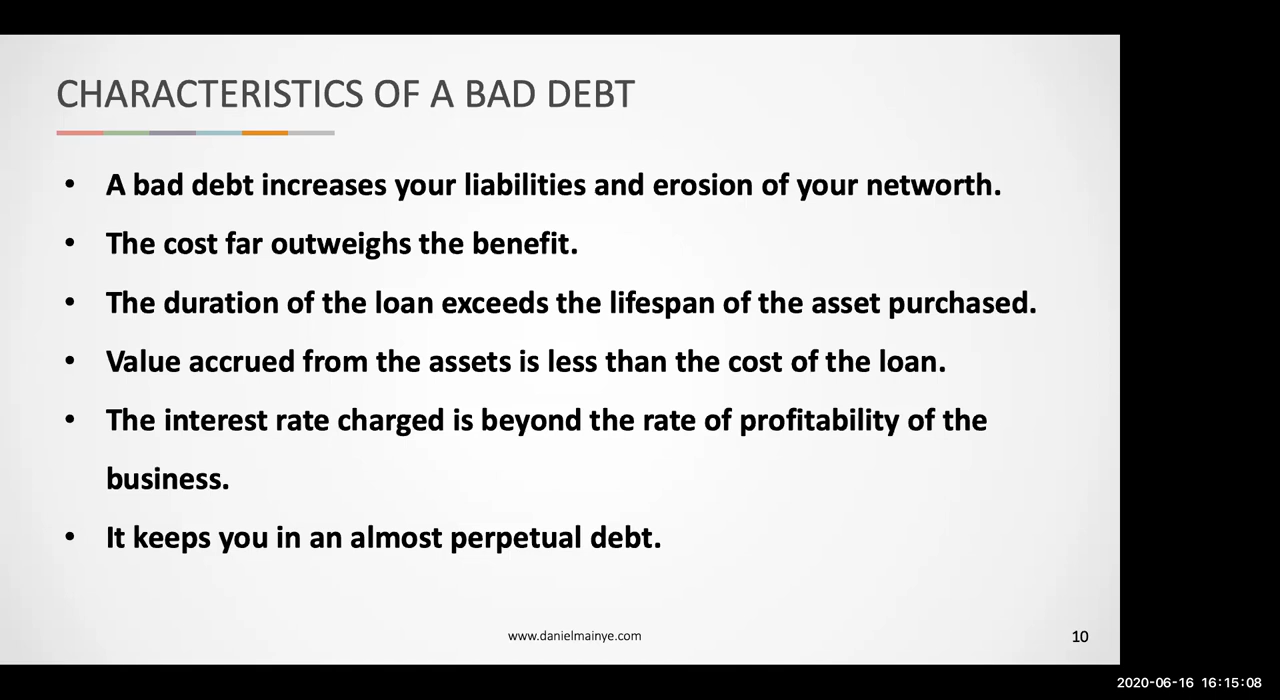 CHARACTERISTICS OF A BAD DEBT
• A bad debt increases your liabilities and erosion of your networth.
• The cost far outweighs the benefit.
• The duration of the loan exceeds the lifespan of the asset purchased.
• Value accrued from the assets is less than the cost of the loan.
• The interest rate charged is beyond the rate of profitability of the
business.
• It keeps you in an almost perpetual debt.
www.danielmainye.com
10
2020-06-16 16:15:08